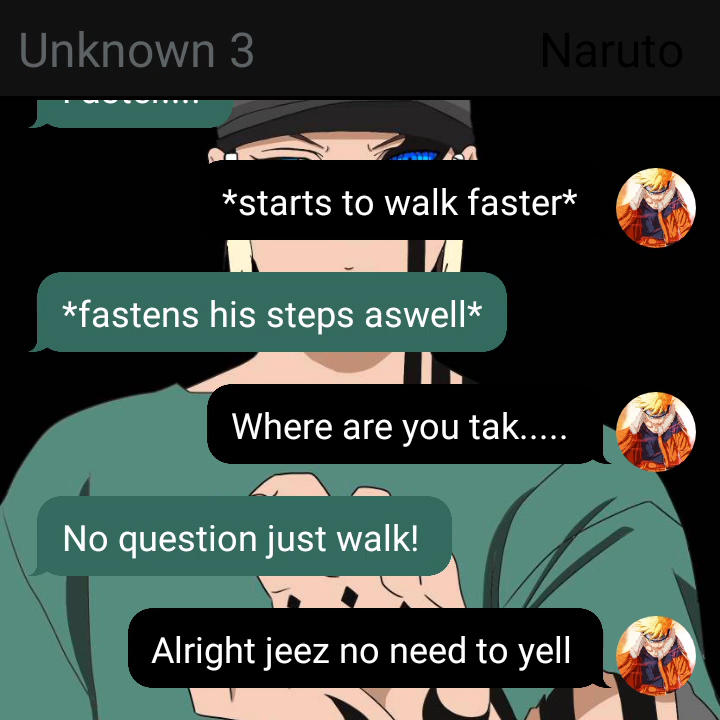 Unknown 3
Naruto
*starts to walk faster*
*fastens his steps aswell*
Where are you tak.....
No question just walk!
Alright jeez no need to yell